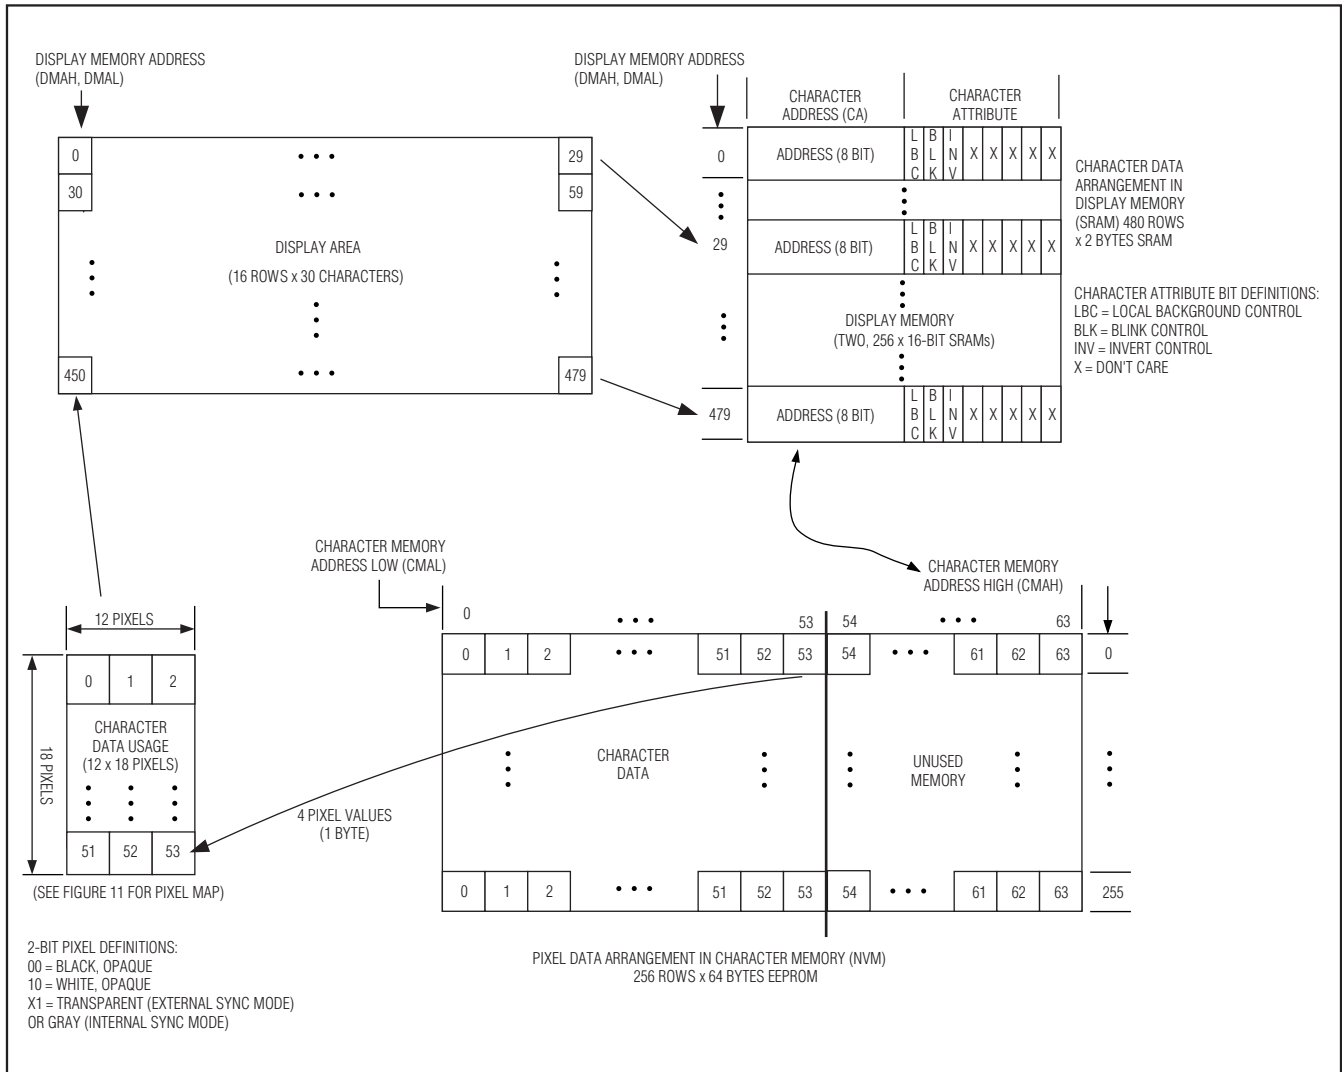 DISPLAY MEMORY ADDRESS
(DMAH, DMAL)
0 • • • 29
30 • • • 59
DISPLAY AREA
(16 ROWS x 30 CHARACTERS)
450 • • • 479
DISPLAY MEMORY ADDRESS
(DMAH, DMAL)
CHARACTER
ADDRESS (CA)
CHARACTER
ATTRIBUTE
0 ADDRESS (8 BIT) LBC BLK INV X X X X X
29 ADDRESS (8 BIT) LBC BLK INV X X X X X
DISPLAY MEMORY
(TWO, 256 x 16-BIT SRAMs)
479 ADDRESS (8 BIT) LBC BLK INV X X X X X
CHARACTER DATA
ARRANGEMENT IN
DISPLAY MEMORY
(SRAM) 480 ROWS
x 2 BYTES SRAM
CHARACTER ATTRIBUTE BIT DEFINITIONS:
LBC = LOCAL BACKGROUND CONTROL
BLK = BLINK CONTROL
INV = INVERT CONTROL
X = DON'T CARE
12 PIXELS
18 PIXELS
0 1 2
CHARACTER
DATA USAGE
(12 x 18 PIXELS)
51 52 53
(SEE FIGURE 11 FOR PIXEL MAP)
2-BIT PIXEL DEFINITIONS:
00 = BLACK, OPAQUE
10 = WHITE, OPAQUE
X1 = TRANSPARENT (EXTERNAL SYNC MODE)
OR GRAY (INTERNAL SYNC MODE)
4 PIXEL VALUES
(1 BYTE)
CHARACTER MEMORY
ADDRESS LOW (CMAL)
CHARACTER MEMORY
ADDRESS HIGH (CMAH)
0 • • • 53 54 • • • 63
0 1 2 • • • 51 52 53 54 • • • 61 62 63 0
CHARACTER
DATA
UNUSED
MEMORY
0 1 2 • • • 51 52 53 54 • • • 61 62 63 255
PIXEL DATA ARRANGEMENT IN CHARACTER MEMORY (NVM)
256 ROWS x 64 BYTES EEPROM